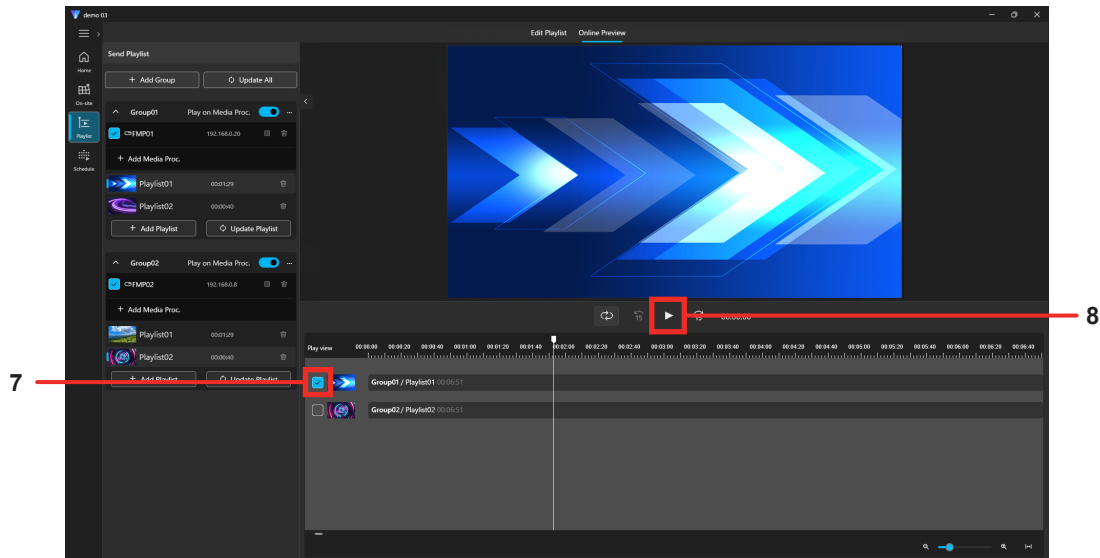 demo 03
Edit Playlist Online Preview
Home
On-site
Playlist
Schedule
Send Playlist
+ Add Group
Update All
Group01 Play on Media Proc. ...
FMP01 192.168.0.20
+ Add Media Proc.
Playlist01 00:01:29
Playlist02 00:00:40
+ Add Playlist
Update Playlist
Group02 Play on Media Proc. ...
FMP02 192.168.0.8
+ Add Media Proc.
Playlist01 00:01:29
Playlist02 00:00:40
+ Add Playlist
Update Playlist
15
00:00:00
8
Play view 00:00:00 00:00:20 00:00:40 00:01:00 00:01:20 00:01:40 00:02:00 00:02:20 00:02:40 00:03:00 00:03:20 00:03:40 00:04:00 00:04:20 00:04:40 00:05:00 00:05:20 00:05:40 00:06:00 00:06:20 00:06:40
7
Group01 / Playlist01 00:06:51
Group02 / Playlist02 00:06:51